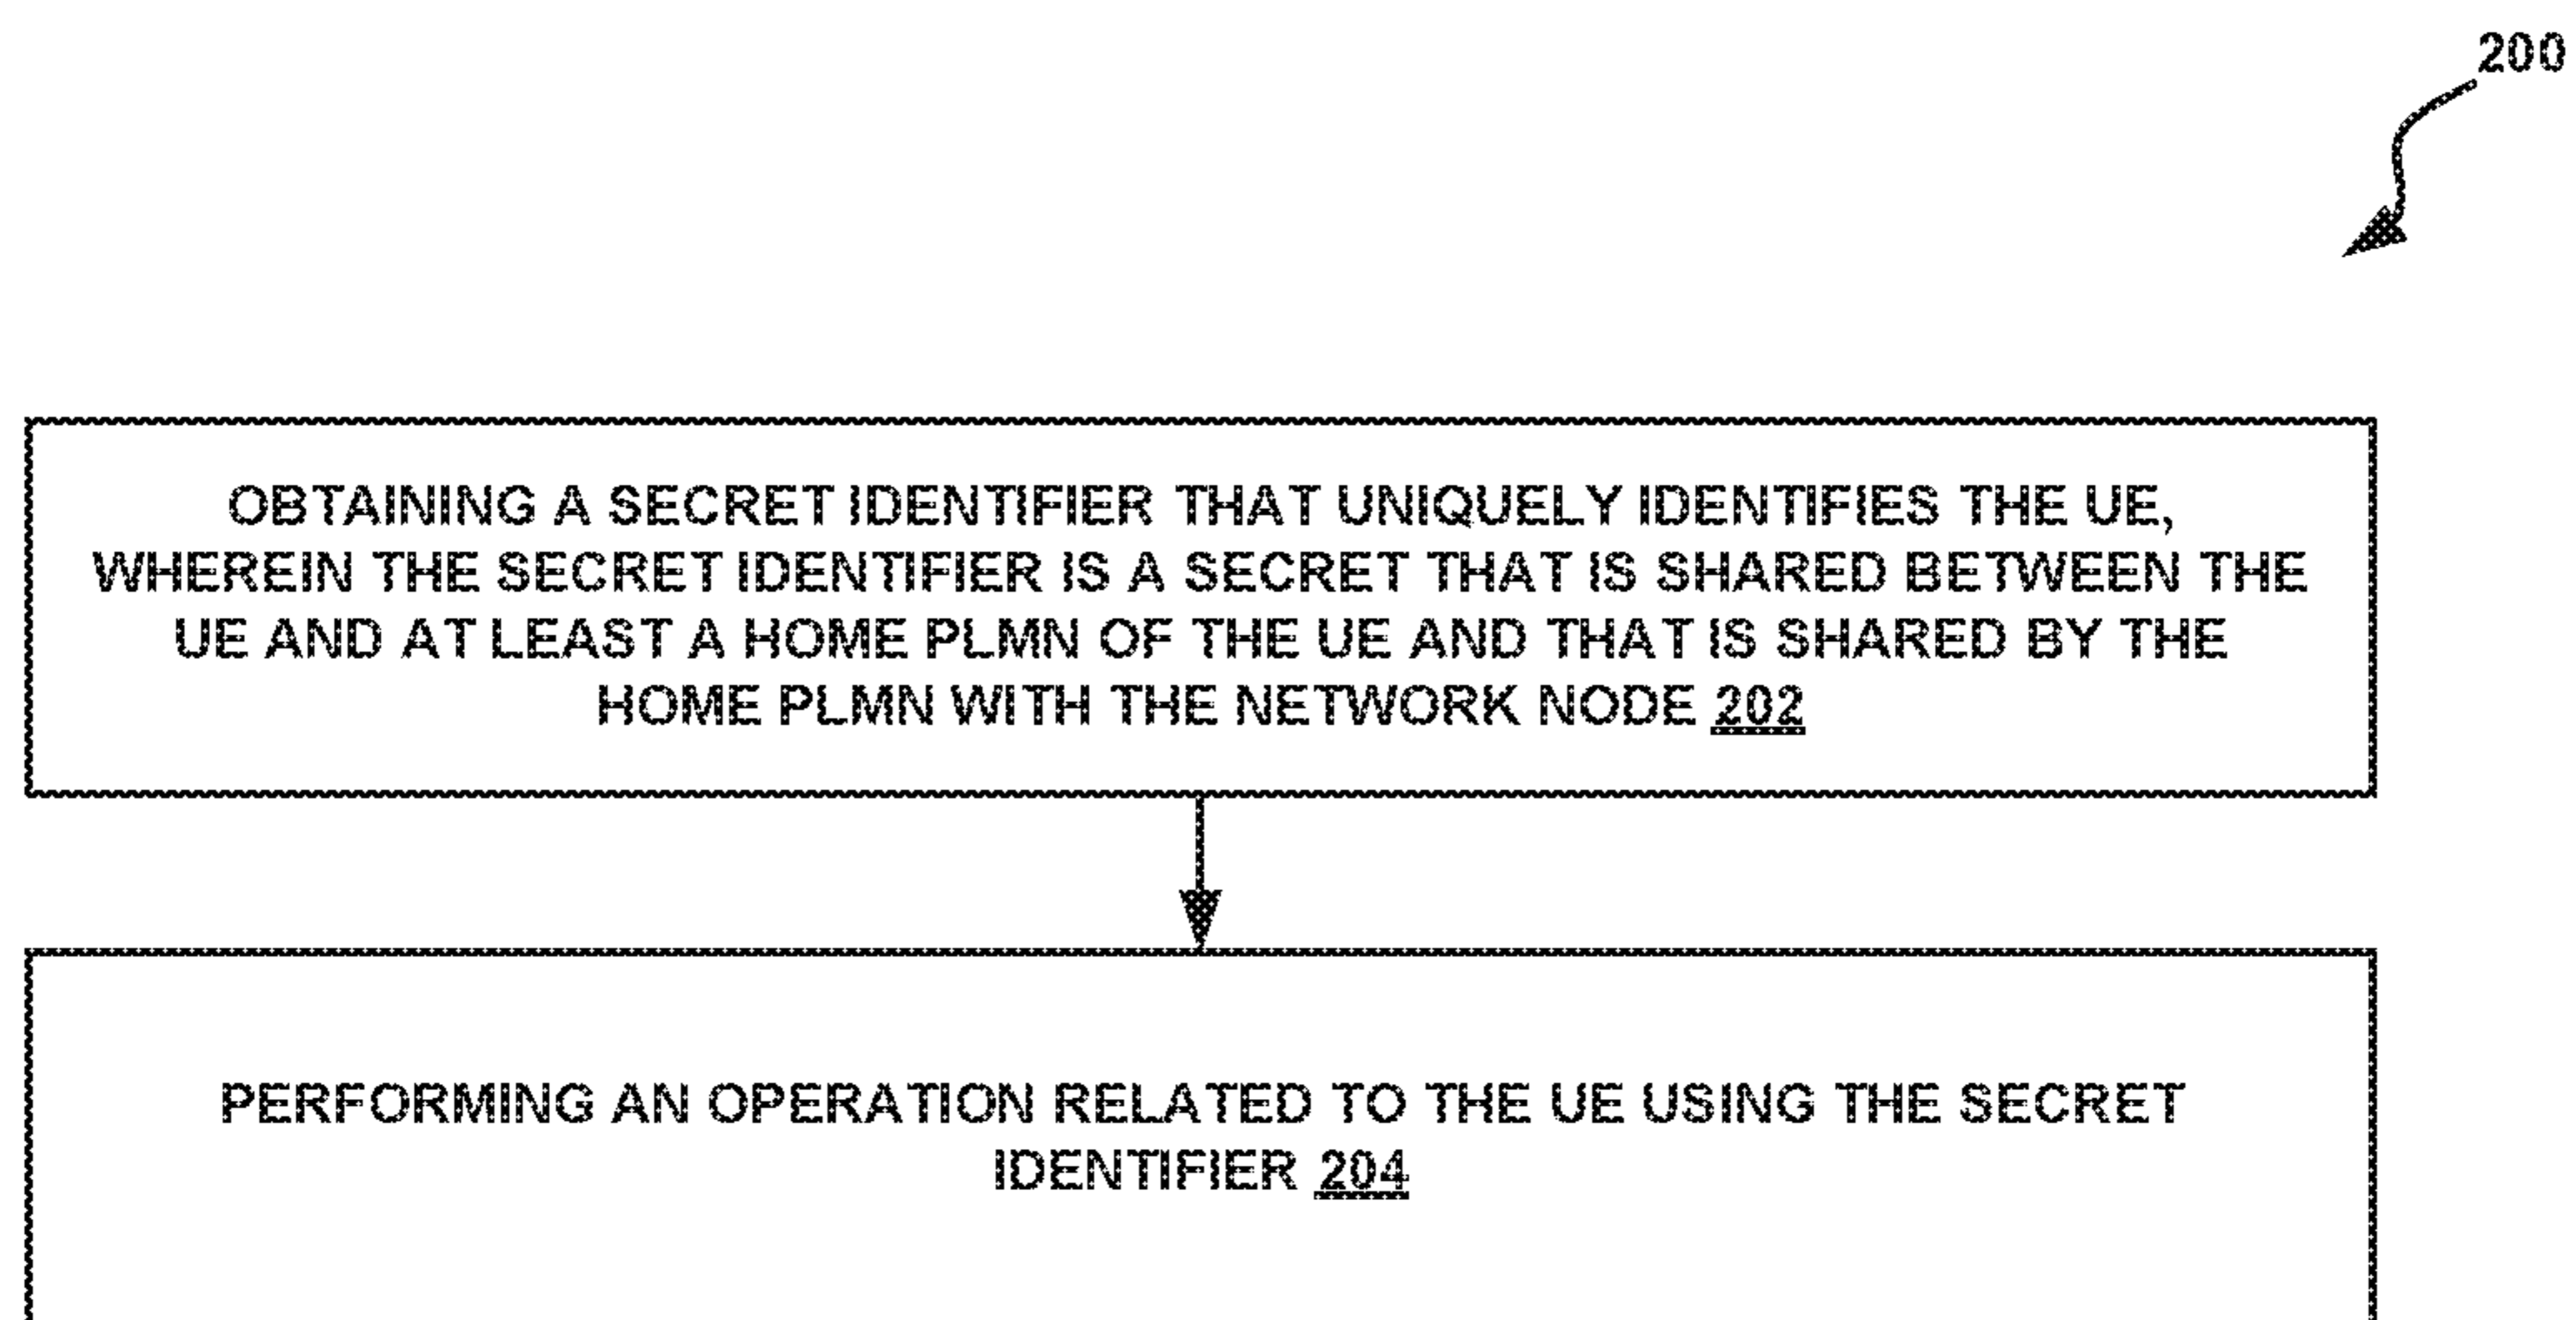 200
OBTAINING A SECRET IDENTIFIER THAT UNIQUELY IDENTIFIES THE UE,
WHEREIN THE SECRET IDENTIFIER IS A SECRET THAT IS SHARED BETWEEN THE
UE AND AT LEAST A HOME PLMN OF THE UE AND THAT IS SHARED BY THE
HOME PLMN WITH THE NETWORK NODE 202
PERFORMING AN OPERATION RELATED TO THE UE USING THE SECRET
IDENTIFIER 204